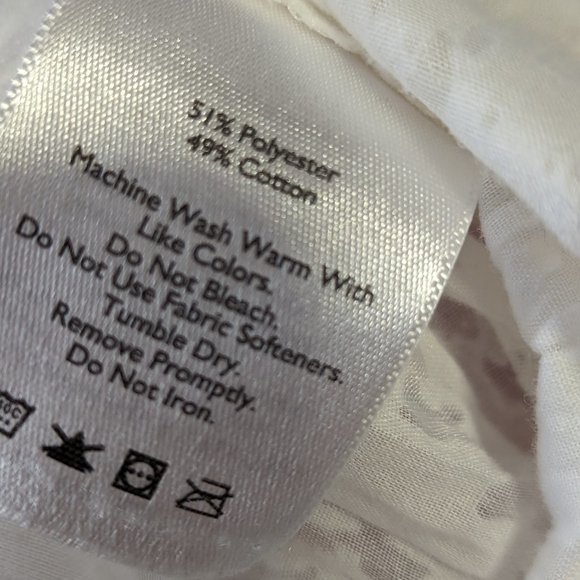 51% Polyester
49% Cotton
Machine Wash Warm With
Like Colors.
Do Not Bleach.
Do Not Use Fabric Softeners.
Tumble Dry.
Remove Promptly.
Do Not Iron.